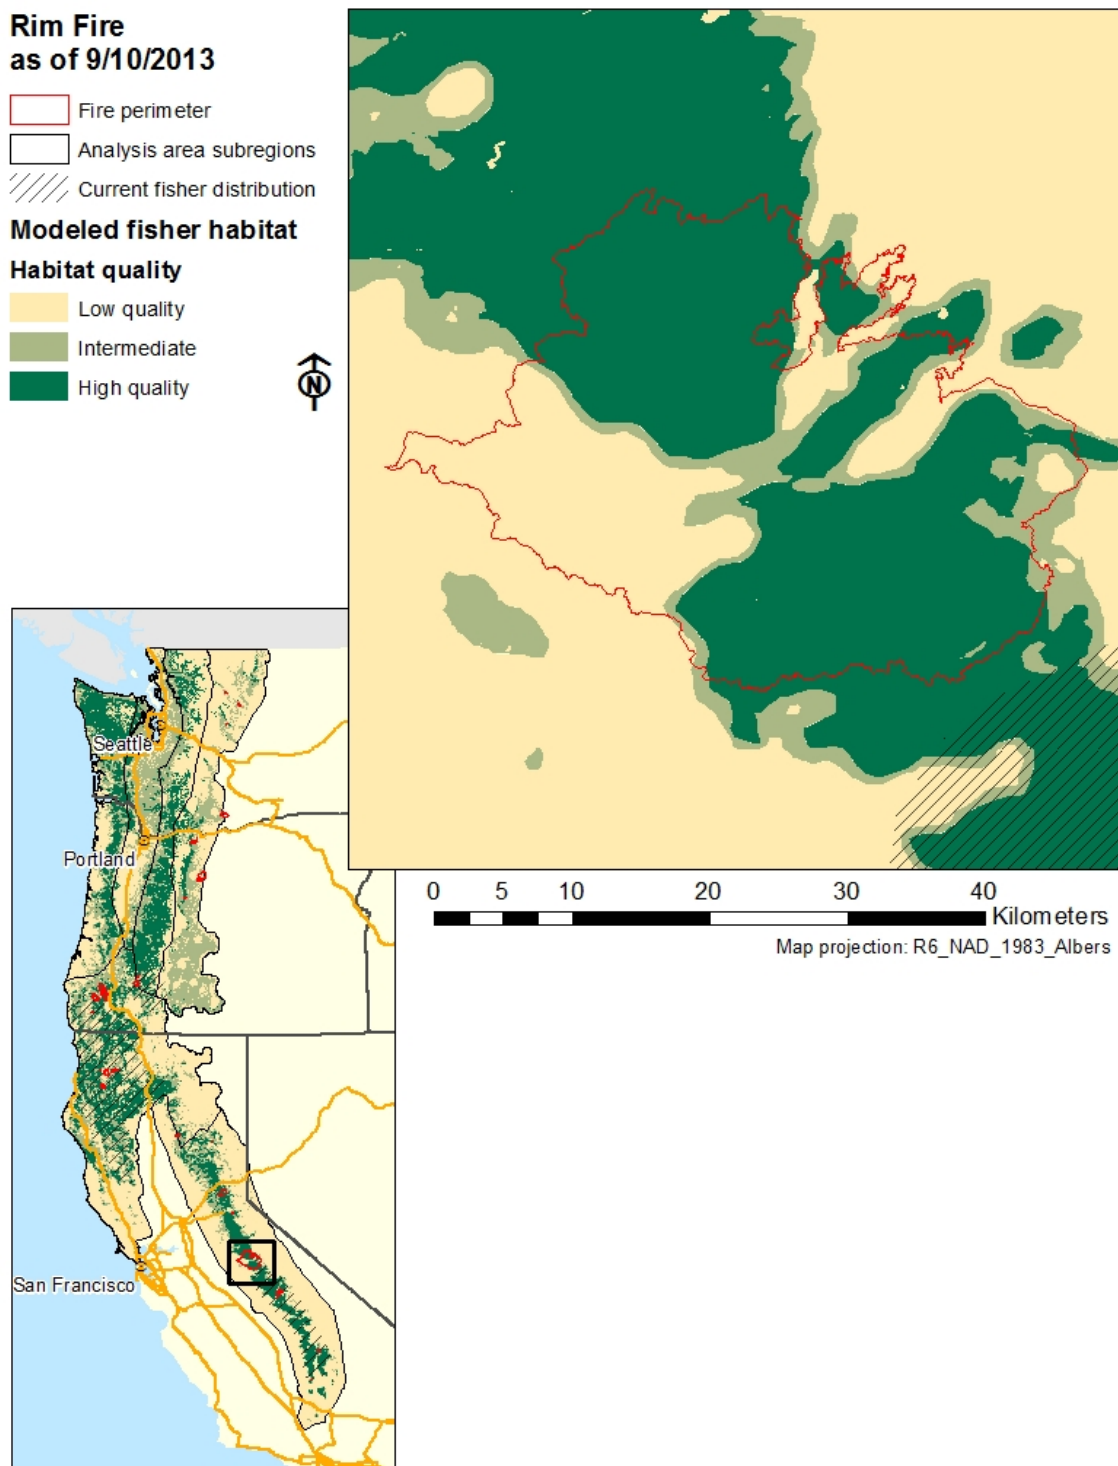 Rim Fire
as of 9/10/2013
Fire perimeter
Analysis area subregions
Current fisher distribution
Modeled fisher habitat
Habitat quality
Low quality
Intermediate
High quality
N
Seattle
Portland
San Francisco
0 5 10 20 30 40
Kilometers
Map projection: R6_NAD_1983_Albers